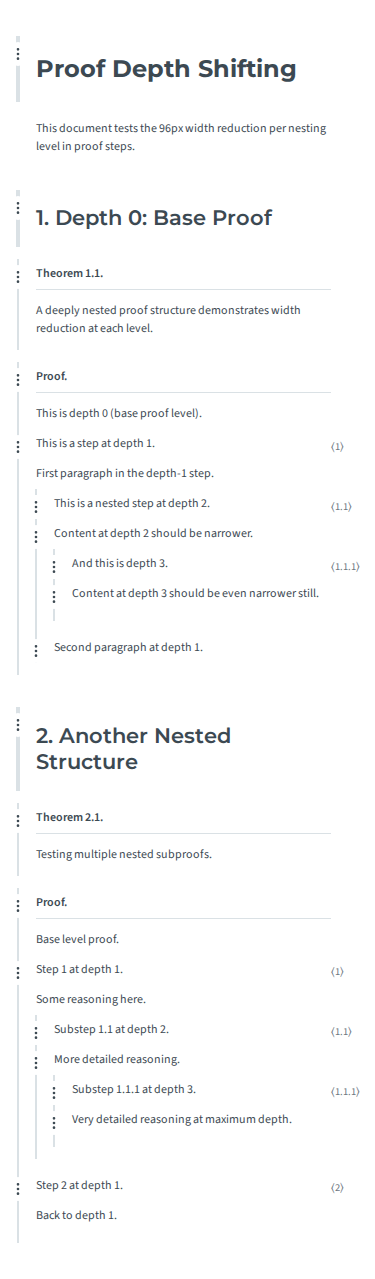 Proof Depth Shifting
This document tests the 96px width reduction per nesting
level in proof steps.
1. Depth 0: Base Proof
Theorem 1.1.
A deeply nested proof structure demonstrates width
reduction at each level.
Proof.
This is depth 0 (base proof level).
This is a step at depth 1. ⟨1⟩
First paragraph in the depth-1 step.
This is a nested step at depth 2. ⟨1.1⟩
Content at depth 2 should be narrower.
And this is depth 3. ⟨1.1.1⟩
Content at depth 3 should be even narrower still.
Second paragraph at depth 1.
2. Another Nested
Structure
Theorem 2.1.
Testing multiple nested subproofs.
Proof.
Base level proof.
Step 1 at depth 1. ⟨1⟩
Some reasoning here.
Substep 1.1 at depth 2. ⟨1.1⟩
More detailed reasoning.
Substep 1.1.1 at depth 3. ⟨1.1.1⟩
Very detailed reasoning at maximum depth.
Step 2 at depth 1. ⟨2⟩
Back to depth 1.